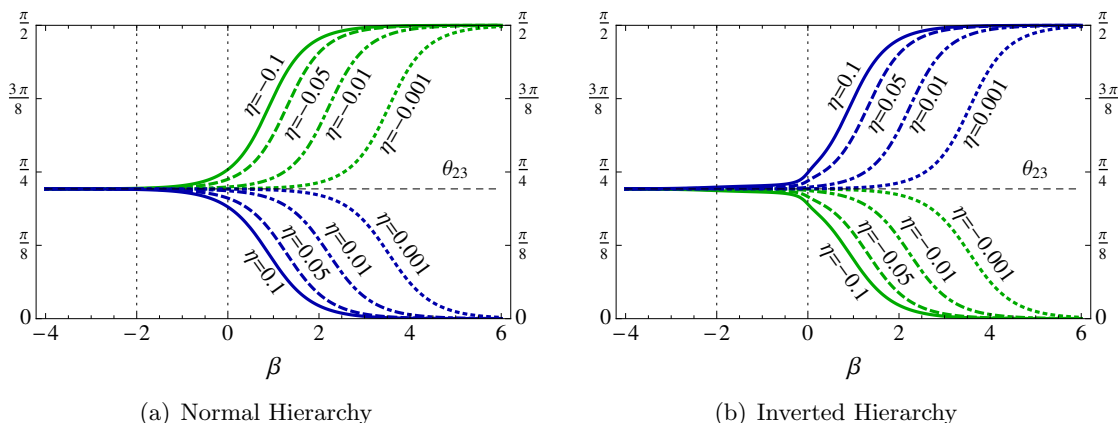 π/2 π/2 π/2 π/2
η=−0.1 η=−0.05 η=−0.01 η=−0.001 η=0.1 η=0.05 η=0.01 η=0.001
3π/8 3π/8 3π/8 3π/8
π/4 θ23 π/4 π/4 θ23 π/4
π/8 π/8 π/8 π/8
η=0.1 η=0.05 η=0.01 η=0.001 η=−0.1 η=−0.05 η=−0.01 η=−0.001
0 0 0 0
−4 −2 0 2 4 6 −4 −2 0 2 4 6
β β
(a) Normal Hierarchy (b) Inverted Hierarchy